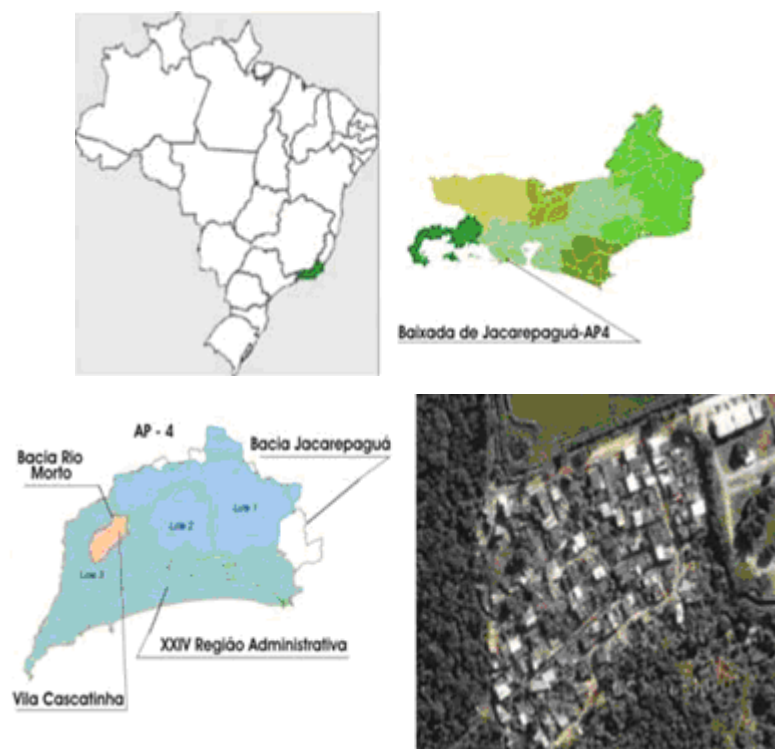 Baixada de Jacarepaguá-AP4
AP - 4
Bacia Jacarepaguá
Bacia Rio
Morto
Lote 1
Lote 2
Lote 3
XXIV Região Administrativa
Vila Cascatinha